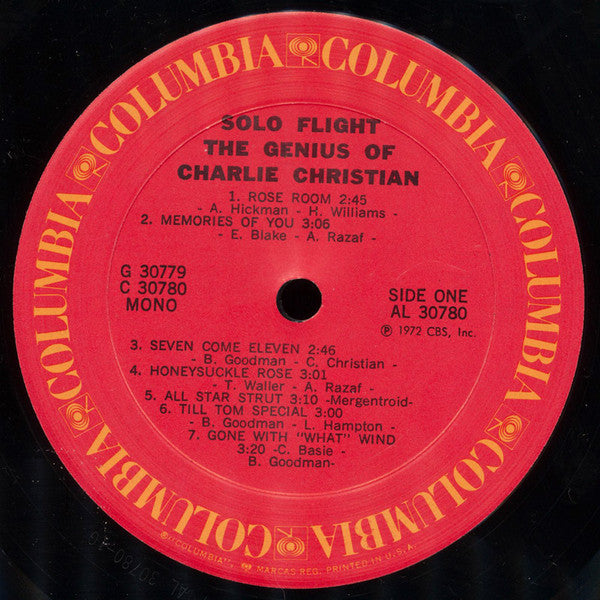 COLUMBIA COLUMBIA COLUMBIA COLUMBIA COLUMBIA COLUMBIA
SOLO FLIGHT
THE GENIUS OF
CHARLIE CHRISTIAN
1. ROSE ROOM 2:45
- A. Hickman - H. Williams -
2. MEMORIES OF YOU 3:06
- E. Blake - A. Razaf -
G 30779
C 30780
MONO
SIDE ONE
AL 30780
Ⓟ 1972 CBS, Inc.
3. SEVEN COME ELEVEN 2:46
- B. Goodman - C. Christian -
4. HONEYSUCKLE ROSE 3:01
- T. Waller - A. Razaf -
5. ALL STAR STRUT 3:10 -Mergentroid-
6. TILL TOM SPECIAL 3:00
- B. Goodman - L. Hampton -
7. GONE WITH "WHAT" WIND
3:20 -C. Basie -
B. Goodman-
®"COLUMBIA", MARCAS REG. PRINTED IN U.S.A.